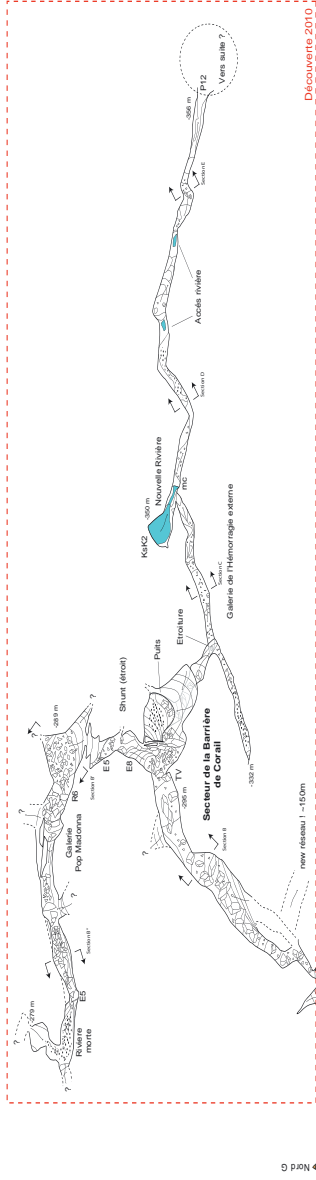 Découverte 2010
-356 m
P12
Vers suite ?
Section E
Accès rivière
Section D
Nouvelle Rivière
-350 m
KsK2
mc
Galerie de l'Hémorragie externe
Section C
Etroiture
Puits
Shunt (étroit)
-332 m
?
-289 m
E5
E8
R6
Section B'
TV
Secteur de la Barrière
de Corail
-295 m
?
Galerie
Pop Madonna
?
?
Section B
new réseau ! -150m
Section B"
E5
-279 m
Rivière
morte
?
?
Nord G